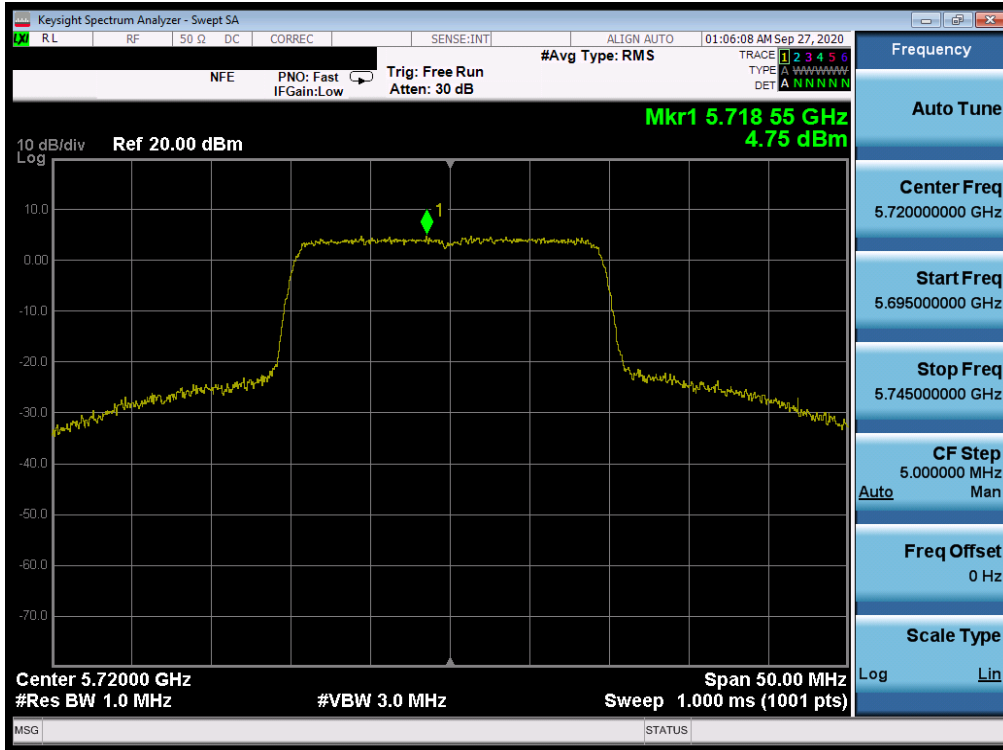 Keysight Spectrum Analyzer - Swept SA
LXI RL RF 50 Ω DC CORREC SENSE:INT ALIGN AUTO 01:06:08 AM Sep 27, 2020
#Avg Type: RMS
TRACE 1 2 3 4 5 6
TYPE A WWWWW
DET A N N N N N
NFE PNO: Fast Trig: Free Run
IFGain:Low Atten: 30 dB
Mkr1 5.718 55 GHz
4.75 dBm
10 dB/div Ref 20.00 dBm
Log
1
10.0
0.00
-10.0
-20.0
-30.0
-40.0
-50.0
-60.0
-70.0
Center 5.72000 GHz Span 50.00 MHz
#Res BW 1.0 MHz #VBW 3.0 MHz Sweep 1.000 ms (1001 pts)
MSG STATUS
Frequency
Auto Tune
Center Freq
5.720000000 GHz
Start Freq
5.695000000 GHz
Stop Freq
5.745000000 GHz
CF Step
5.000000 MHz
Auto Man
Freq Offset
0 Hz
Scale Type
Log Lin